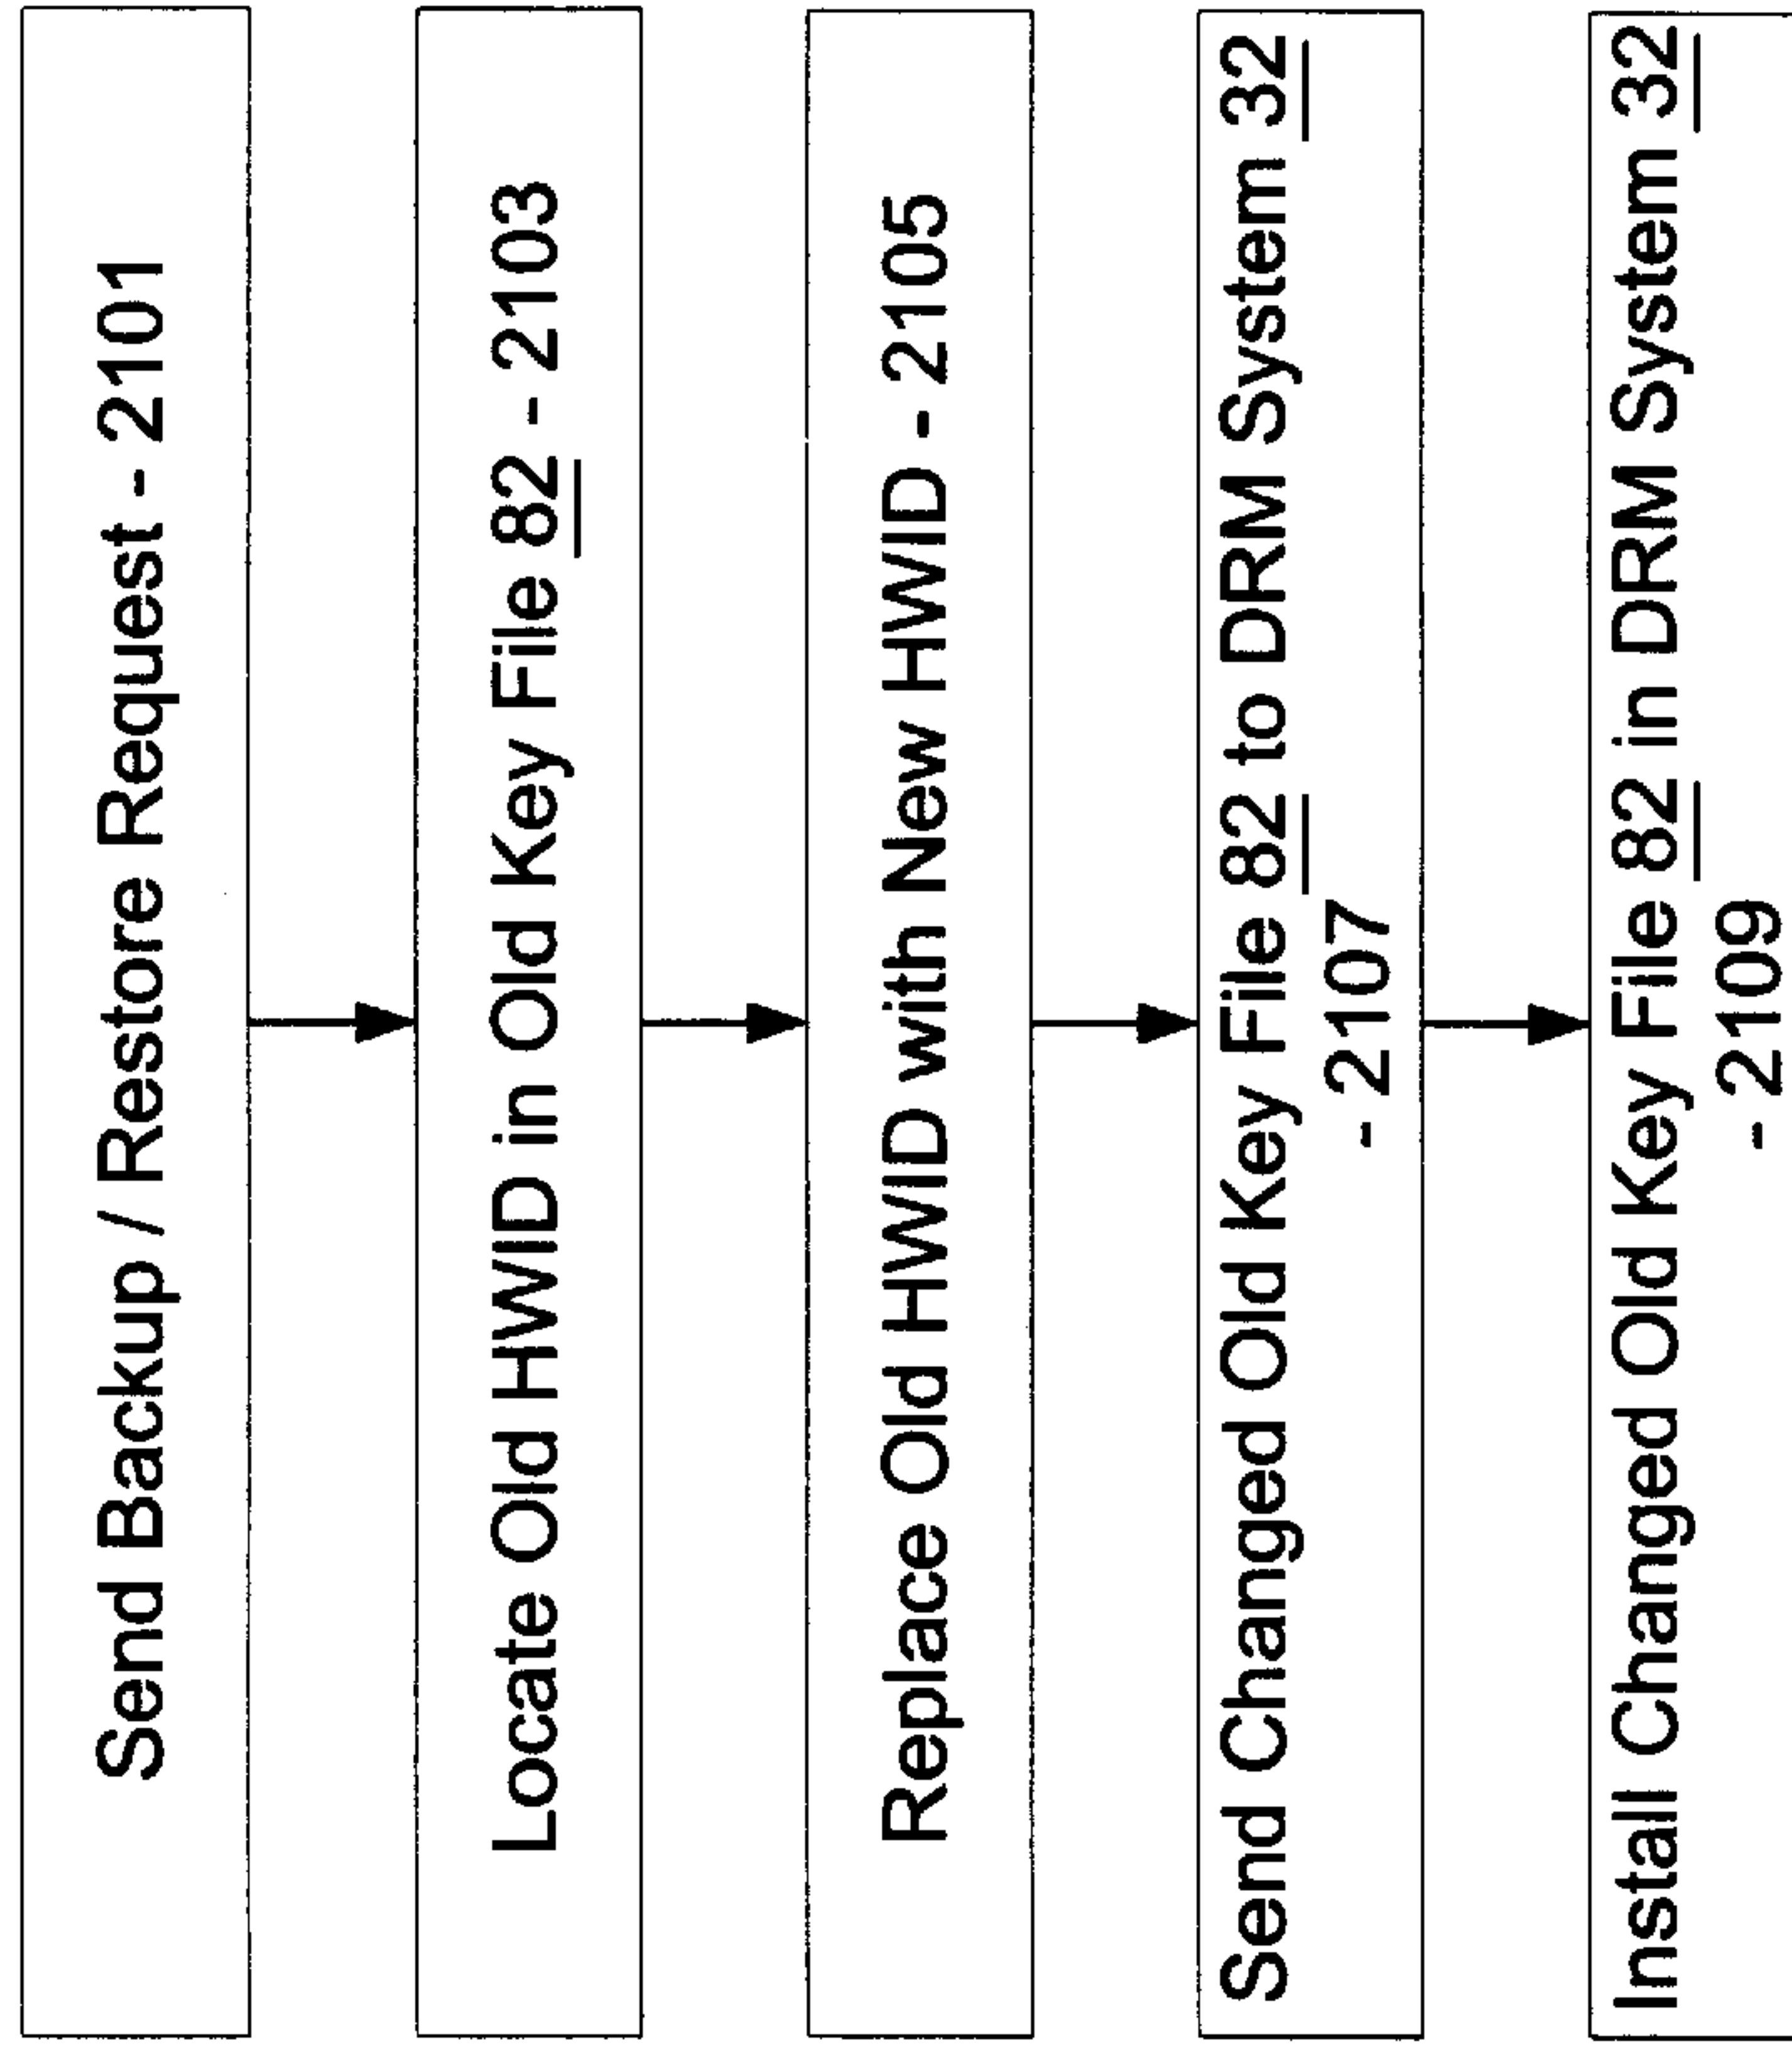 Send Backup / Restore Request - 2101
Locate Old HWID in Old Key File 82 - 2103
Replace Old HWID with New HWID - 2105
Send Changed Old Key File 82 to DRM System 32
- 2107
Install Changed Old Key File 82 in DRM System 32
- 2109